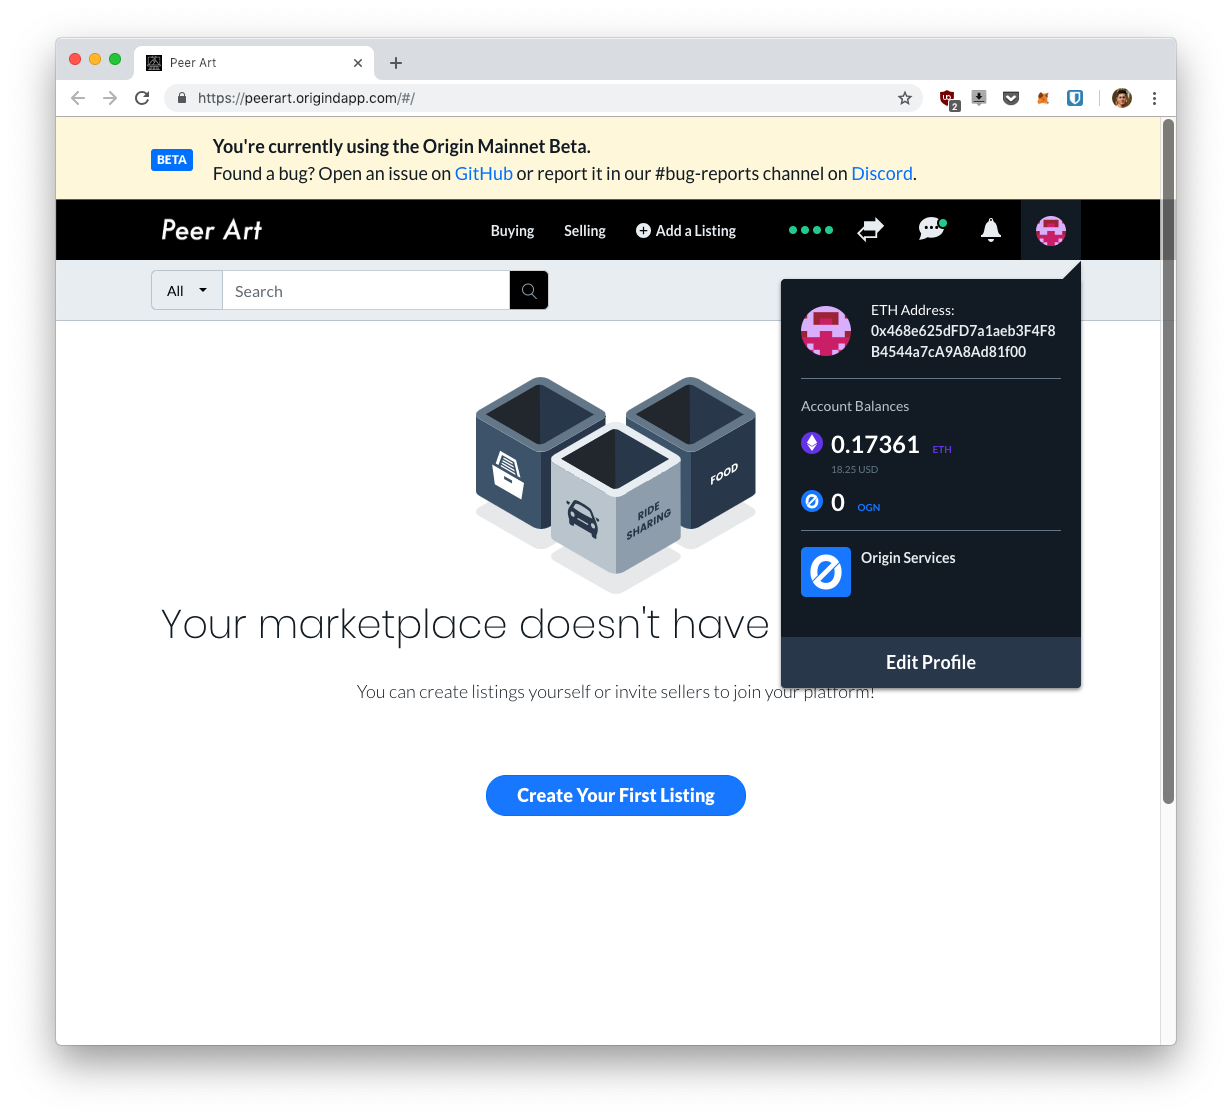 Peer Art
https://peerart.origindapp.com/#/
2
BETA
You're currently using the Origin Mainnet Beta.
Found a bug? Open an issue on GitHub or report it in our #bug-reports channel on Discord.
Peer Art
Buying
Selling
Add a Listing
All
Search
ETH Address:
0x468e625dFD7a1aeb3F4F8
B4544a7cA9A8Ad81f00
Account Balances
0.17361 ETH
18.25 USD
0 OGN
Origin Services
Edit Profile
FOOD
RIDE
SHARING
Your marketplace doesn't have
You can create listings yourself or invite sellers to join your platform!
Create Your First Listing